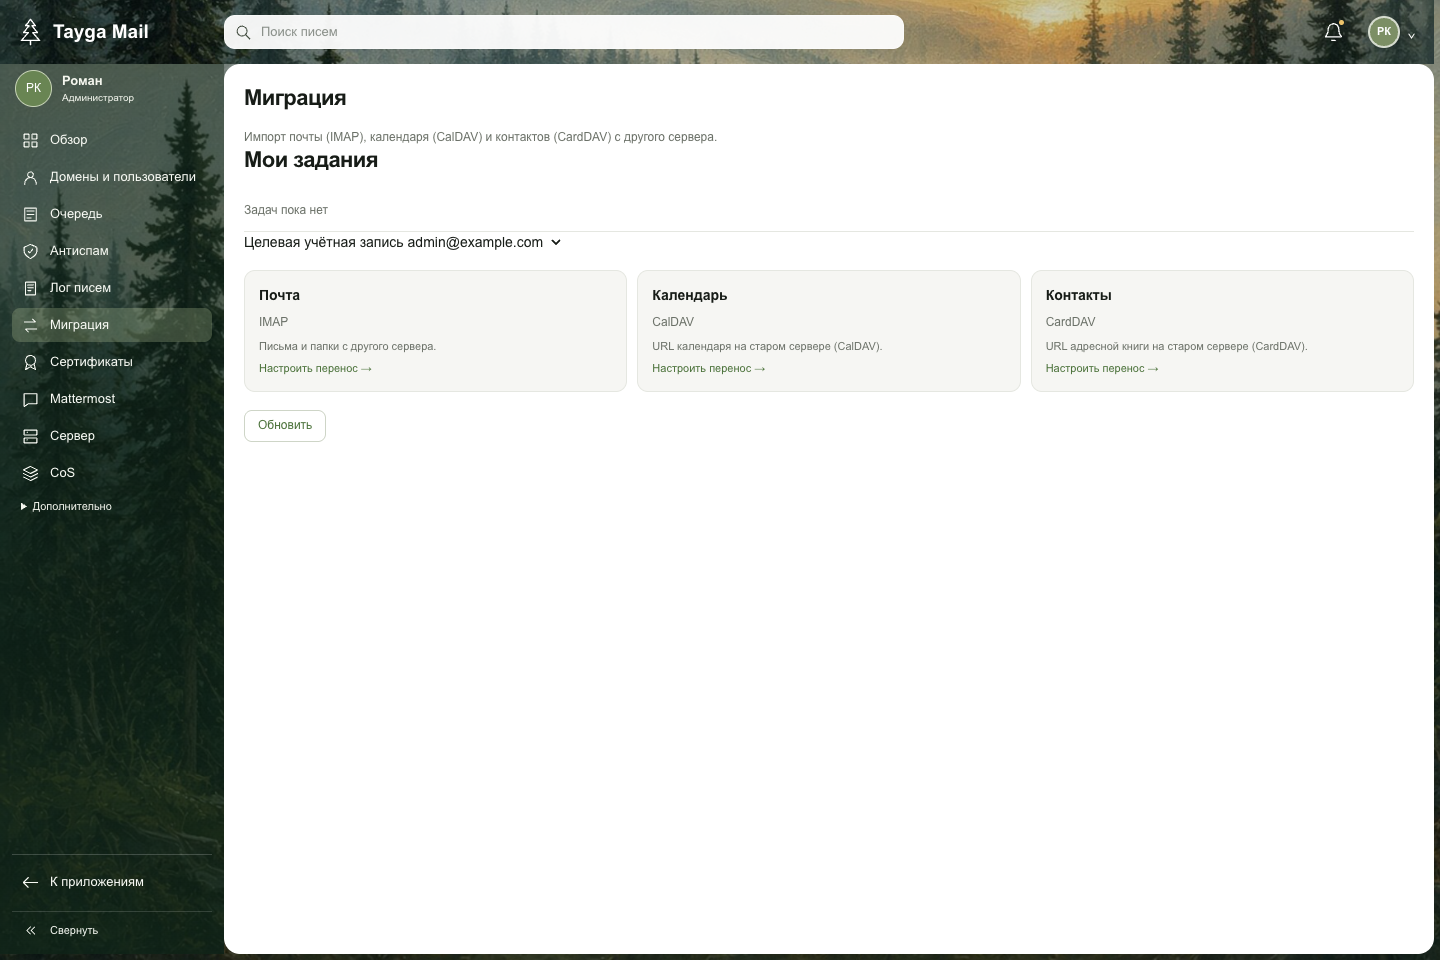 Tayga Mail
Поиск писем
РК
РК
Роман
Администратор
Обзор
Домены и пользователи
Очередь
Антиспам
Лог писем
Миграция
Сертификаты
Mattermost
Сервер
CoS
Дополнительно
К приложениям
Свернуть
Миграция
Импорт почты (IMAP), календаря (CalDAV) и контактов (CardDAV) с другого сервера.
Мои задания
Задач пока нет
Целевая учётная запись admin@example.com
Почта
IMAP
Письма и папки с другого сервера.
Настроить перенос →
Календарь
CalDAV
URL календаря на старом сервере (CalDAV).
Настроить перенос →
Контакты
CardDAV
URL адресной книги на старом сервере (CardDAV).
Настроить перенос →
Обновить